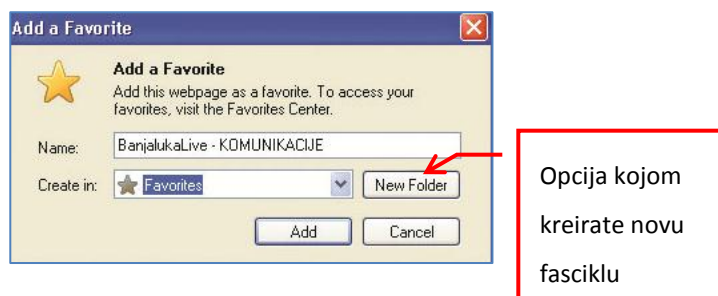 Add a Favorite
Add a Favorite
Add this webpage as a favorite. To access your
favorites, visit the Favorites Center.
Name: BanjalukaLive - KOMUNIKACIJE
Create in: Favorites New Folder
Add Cancel
Opcija kojom
kreirate novu
fasciklu